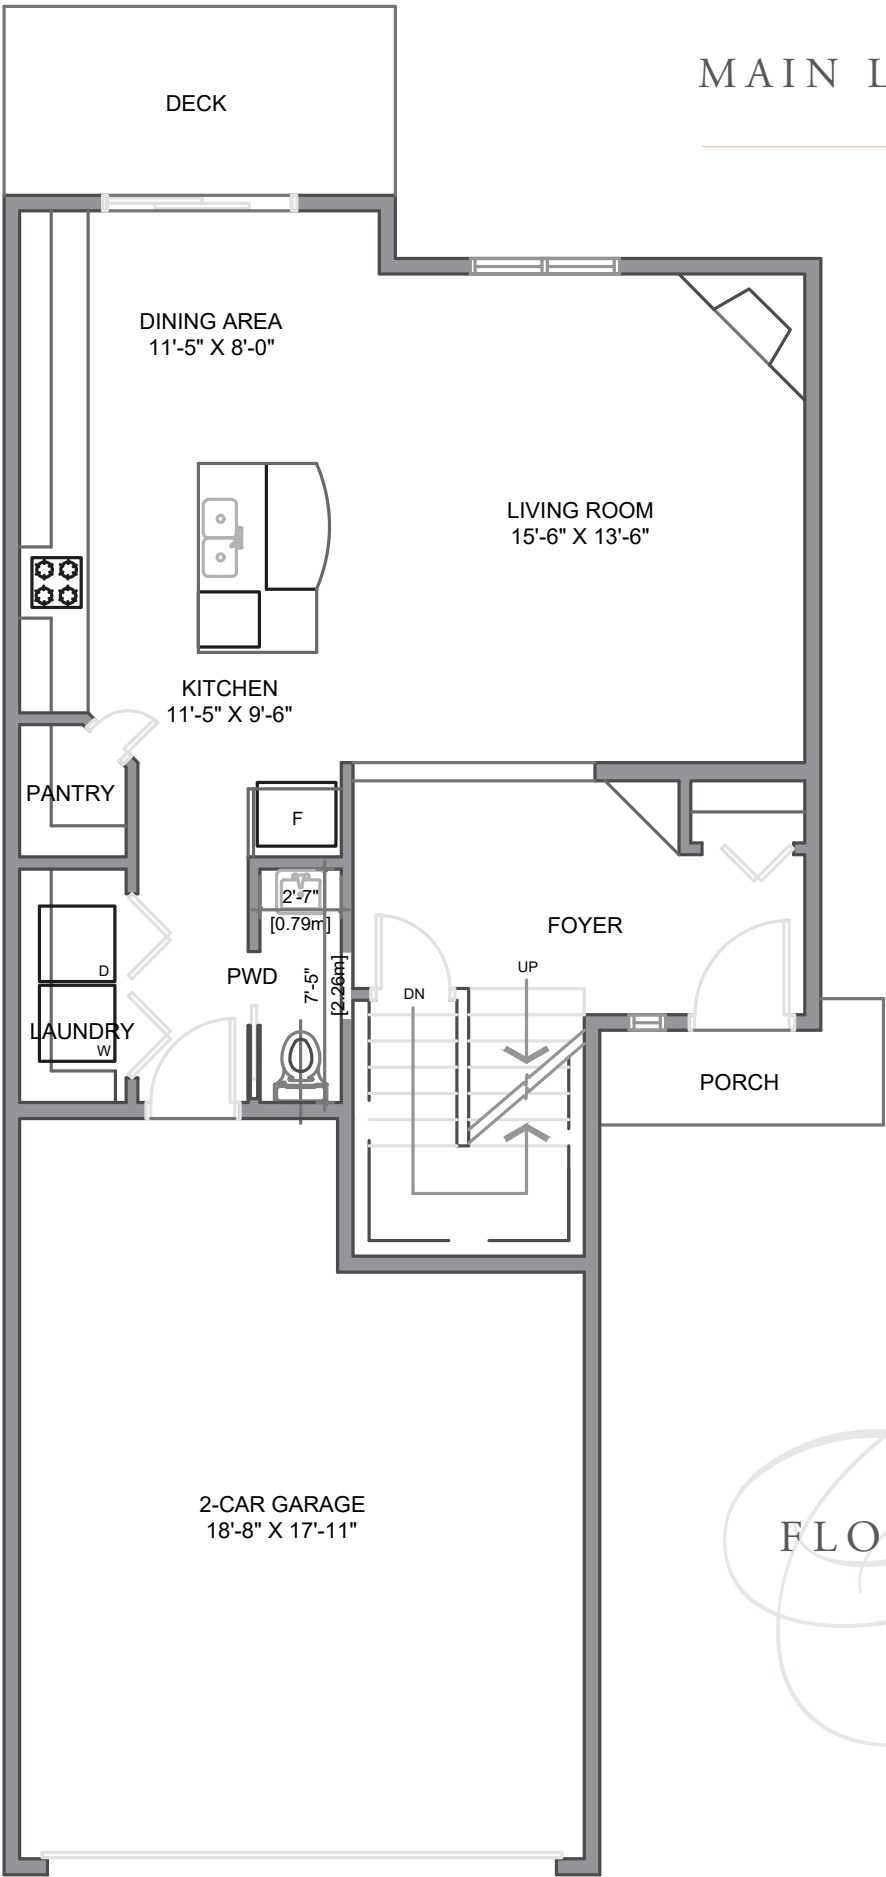 MAIN L
DECK
DINING AREA
11'-5" X 8'-0"
LIVING ROOM
15'-6" X 13'-6"
KITCHEN
11'-5" X 9'-6"
PANTRY
F
2'-7"
[0.79m]
FOYER
D
PWD
7'-5"
[2.26m]
DN
UP
LAUNDRY
W
PORCH
2-CAR GARAGE
18'-8" X 17'-11"
FLO